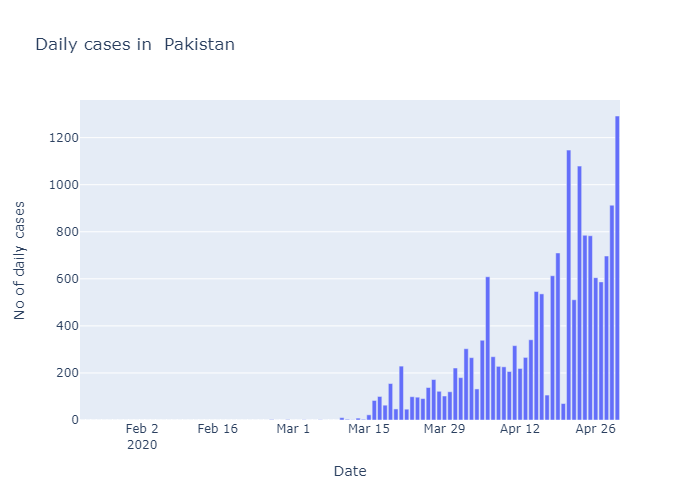 Daily cases in  Pakistan
No of daily cases
1200
1000
800
600
400
200
0
Feb 2
2020
Feb 16
Mar 1
Mar 15
Mar 29
Apr 12
Apr 26
Date